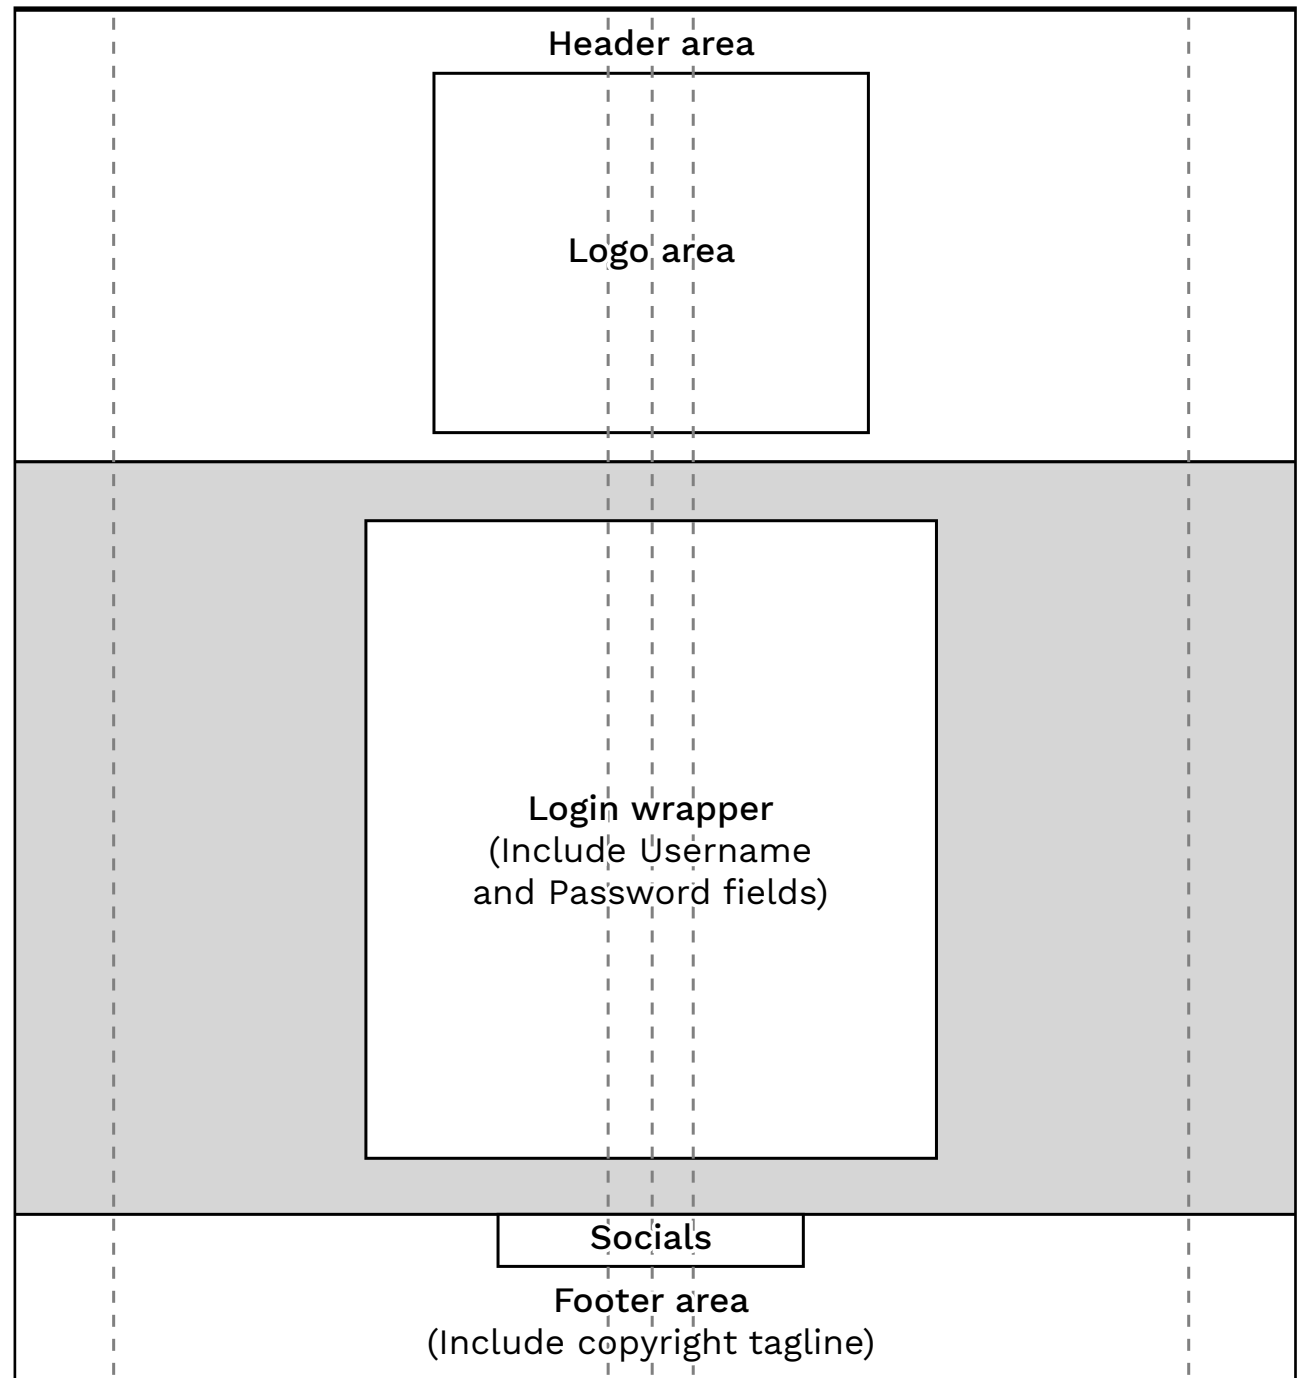 Header area
Logo area
Login wrapper
(Include Username
and Password fields)
Socials
Footer area
(Include copyright tagline)